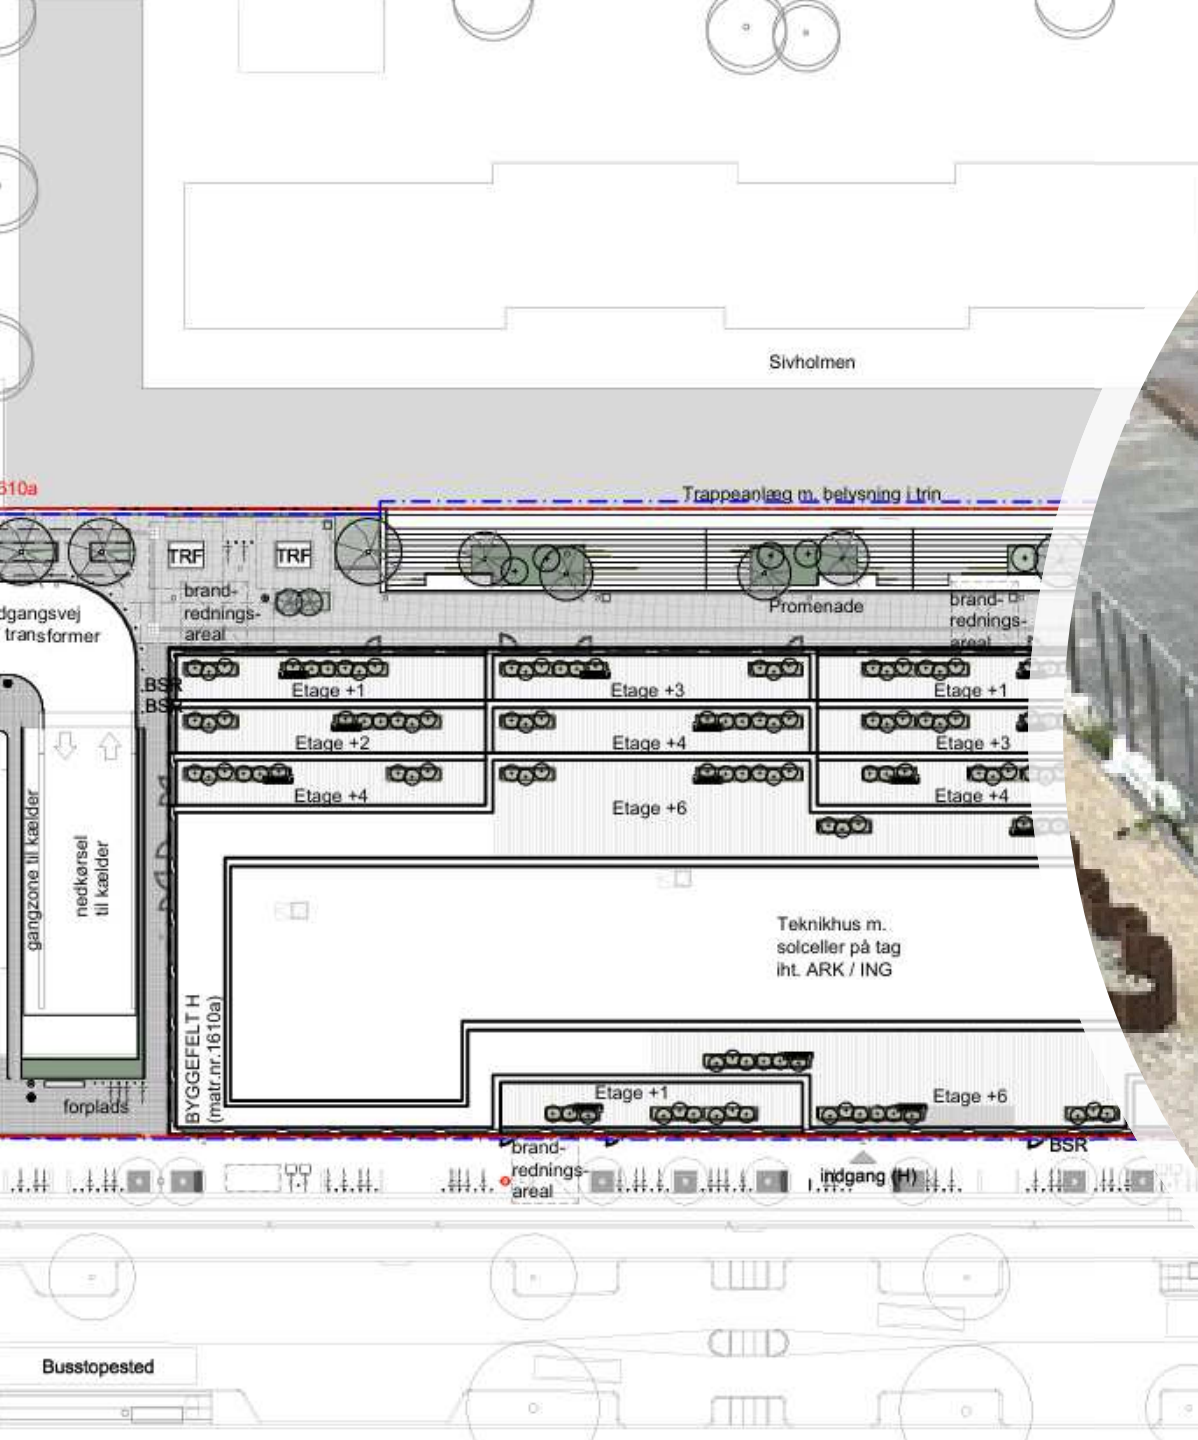 Sivholmen
610a
Trappeanlæg m. belysning i trin
TRF
TRF
brand-
rednings-
areal
dgangsvej
transformer
Promenade
brand-
rednings-
areal
BSR
BSR
Etage +1
Etage +3
Etage +1
Etage +2
Etage +4
Etage +3
Etage +4
Etage +6
Etage +4
gangzone til kælder
nedkørsel
til kælder
Teknikhus m.
solceller på tag
iht. ARK / ING
BYGGEFELT H
(matr.nr.1610a)
Etage +1
Etage +6
forplads
brand-
rednings-
areal
BSR
indgang (H)
Busstopested